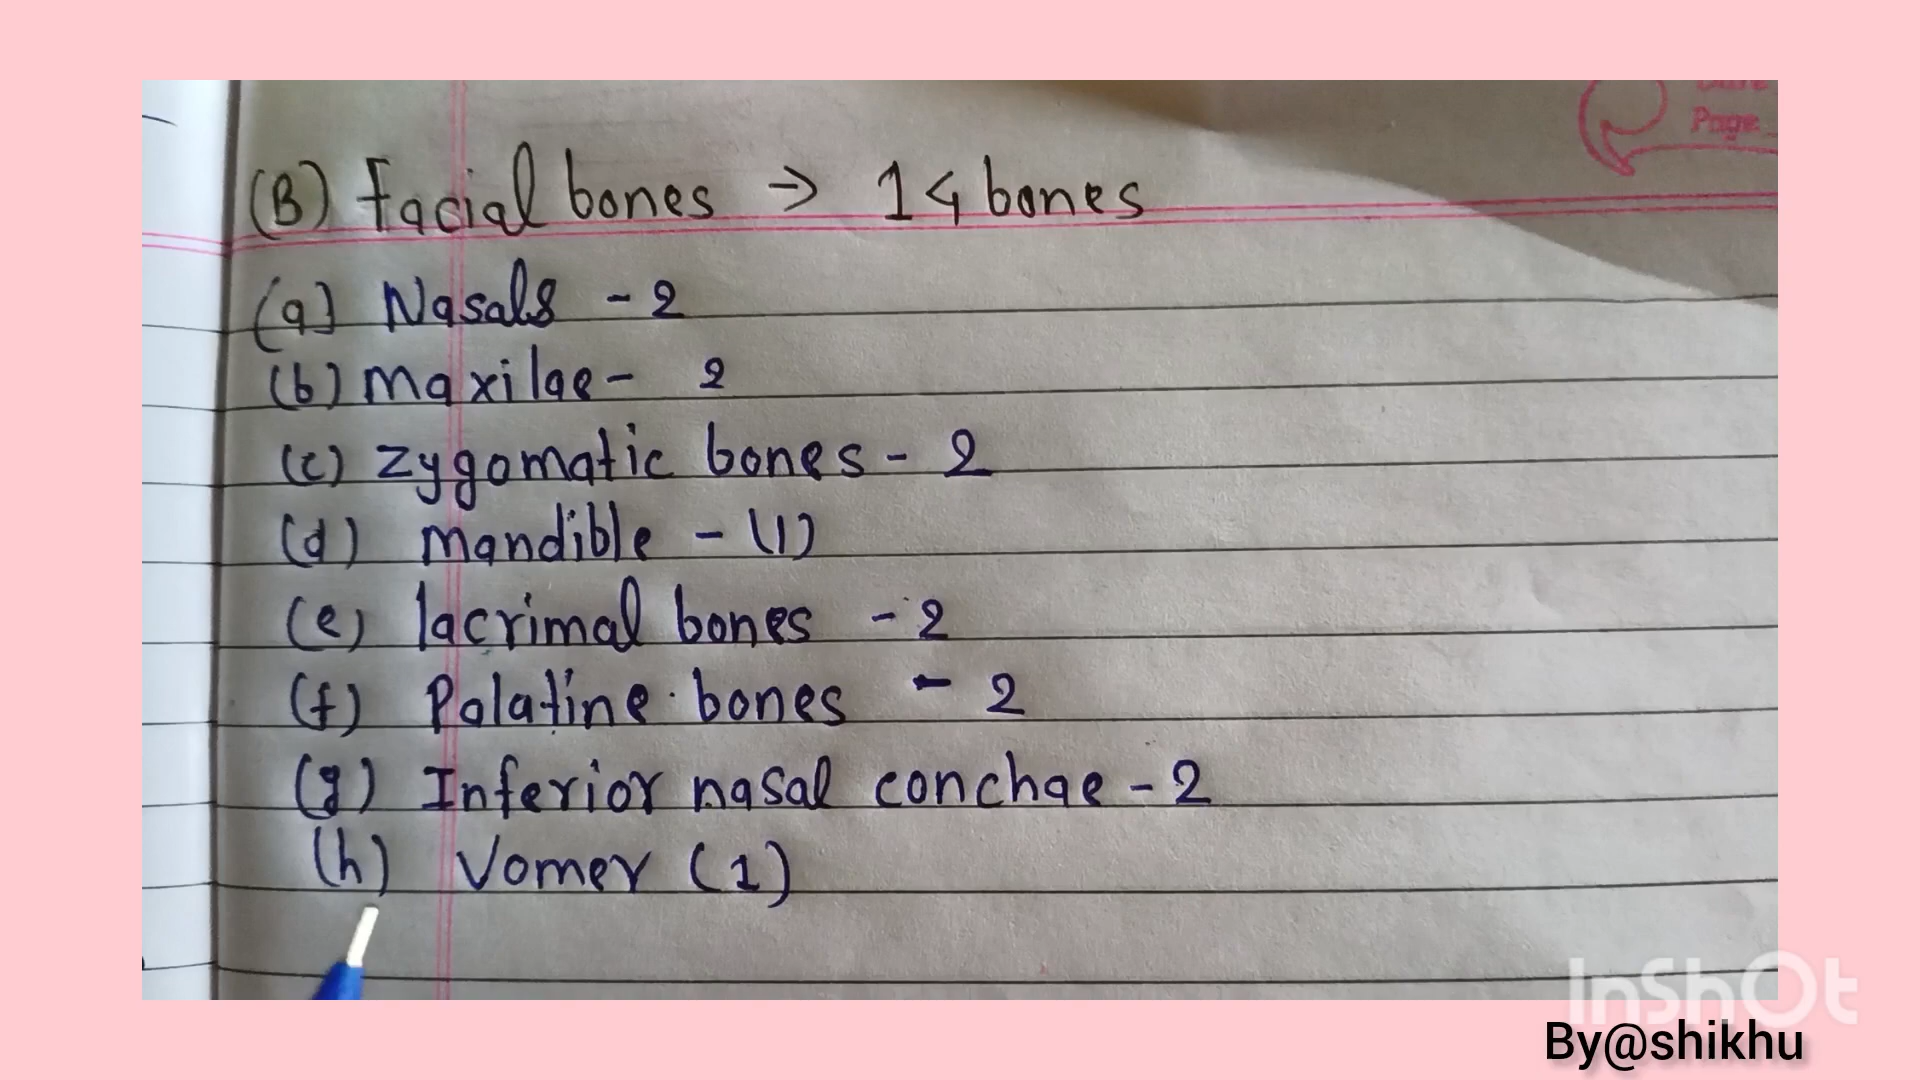 Date
Page
(B) Facial bones → 14 bones
(a) Nasals - 2
(b) Maxilae - 2
(c) Zygomatic bones - 2
(d) Mandible - (1)
(e) lacrimal bones - 2
(f) Palatine bones - 2
(g) Inferior nasal conchae - 2
(h) Vomer (1)
InShOt
By@shikhu